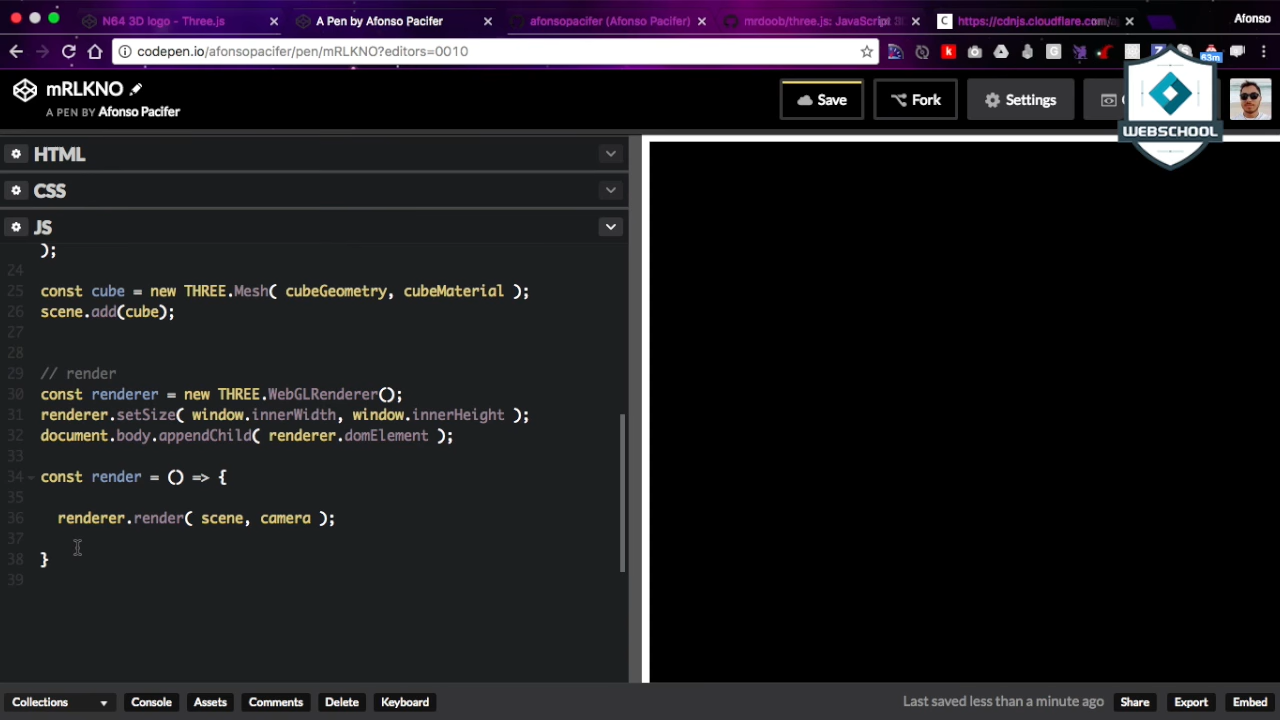 N64 3D logo - Three.js
A Pen by Afonso Pacifer
afonsopacifer (Afonso Pacifer)
mrdoob/three.js: JavaScript 3
https://cdnjs.cloudflare.com/a
Afonso
codepen.io/afonsopacifer/pen/mRLKNO?editors=0010
63m
mRLKNO
A PEN BY Afonso Pacifer
Save
Fork
Settings
WEBSCHOOL
HTML
CSS
JS
);
24
25 const cube = new THREE.Mesh( cubeGeometry, cubeMaterial );
26 scene.add(cube);
27
28
29 // render
30 const renderer = new THREE.WebGLRenderer();
31 renderer.setSize( window.innerWidth, window.innerHeight );
32 document.body.appendChild( renderer.domElement );
33
34 const render = () => {
35
36 renderer.render( scene, camera );
37
38 }
39
Collections
Console
Assets
Comments
Delete
Keyboard
Last saved less than a minute ago
Share
Export
Embed